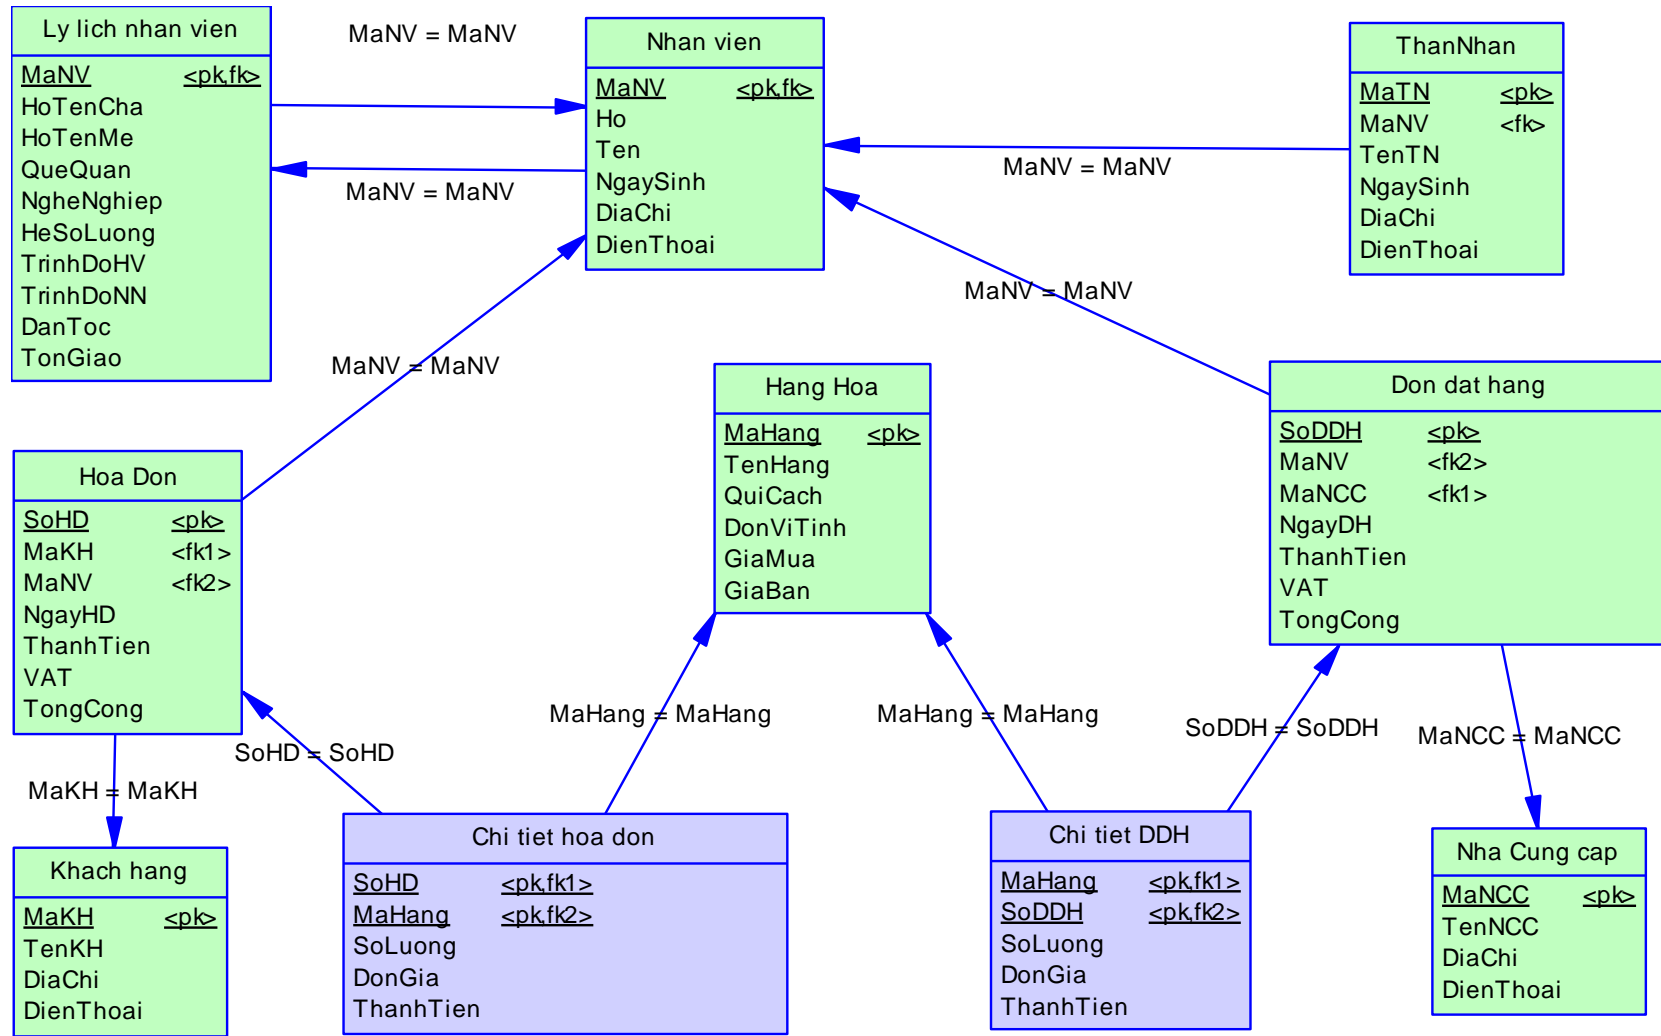 Ly lich nhan vien
MaNV <pk,fk>
HoTenCha
HoTenMe
QueQuan
NgheNghiep
HeSoLuong
TrinhDoHV
TrinhDoNN
DanToc
TonGiao
MaNV = MaNV
MaNV = MaNV
Nhan vien
MaNV <pk,fk>
Ho
Ten
NgaySinh
DiaChi
DienThoai
MaNV = MaNV
ThanNhan
MaTN <pk>
MaNV <fk>
TenTN
NgaySinh
DiaChi
DienThoai
MaNV = MaNV
MaNV = MaNV
Hoa Don
SoHD <pk>
MaKH <fk1>
MaNV <fk2>
NgayHD
ThanhTien
VAT
TongCong
Hang Hoa
MaHang <pk>
TenHang
QuiCach
DonViTinh
GiaMua
GiaBan
Don dat hang
SoDDH <pk>
MaNV <fk2>
MaNCC <fk1>
NgayDH
ThanhTien
VAT
TongCong
MaKH = MaKH
SoHD = SoHD
MaHang = MaHang
MaHang = MaHang
SoDDH = SoDDH
MaNCC = MaNCC
Khach hang
MaKH <pk>
TenKH
DiaChi
DienThoai
Chi tiet hoa don
SoHD <pk,fk1>
MaHang <pk,fk2>
SoLuong
DonGia
ThanhTien
Chi tiet DDH
MaHang <pk,fk1>
SoDDH <pk,fk2>
SoLuong
DonGia
ThanhTien
Nha Cung cap
MaNCC <pk>
TenNCC
DiaChi
DienThoai